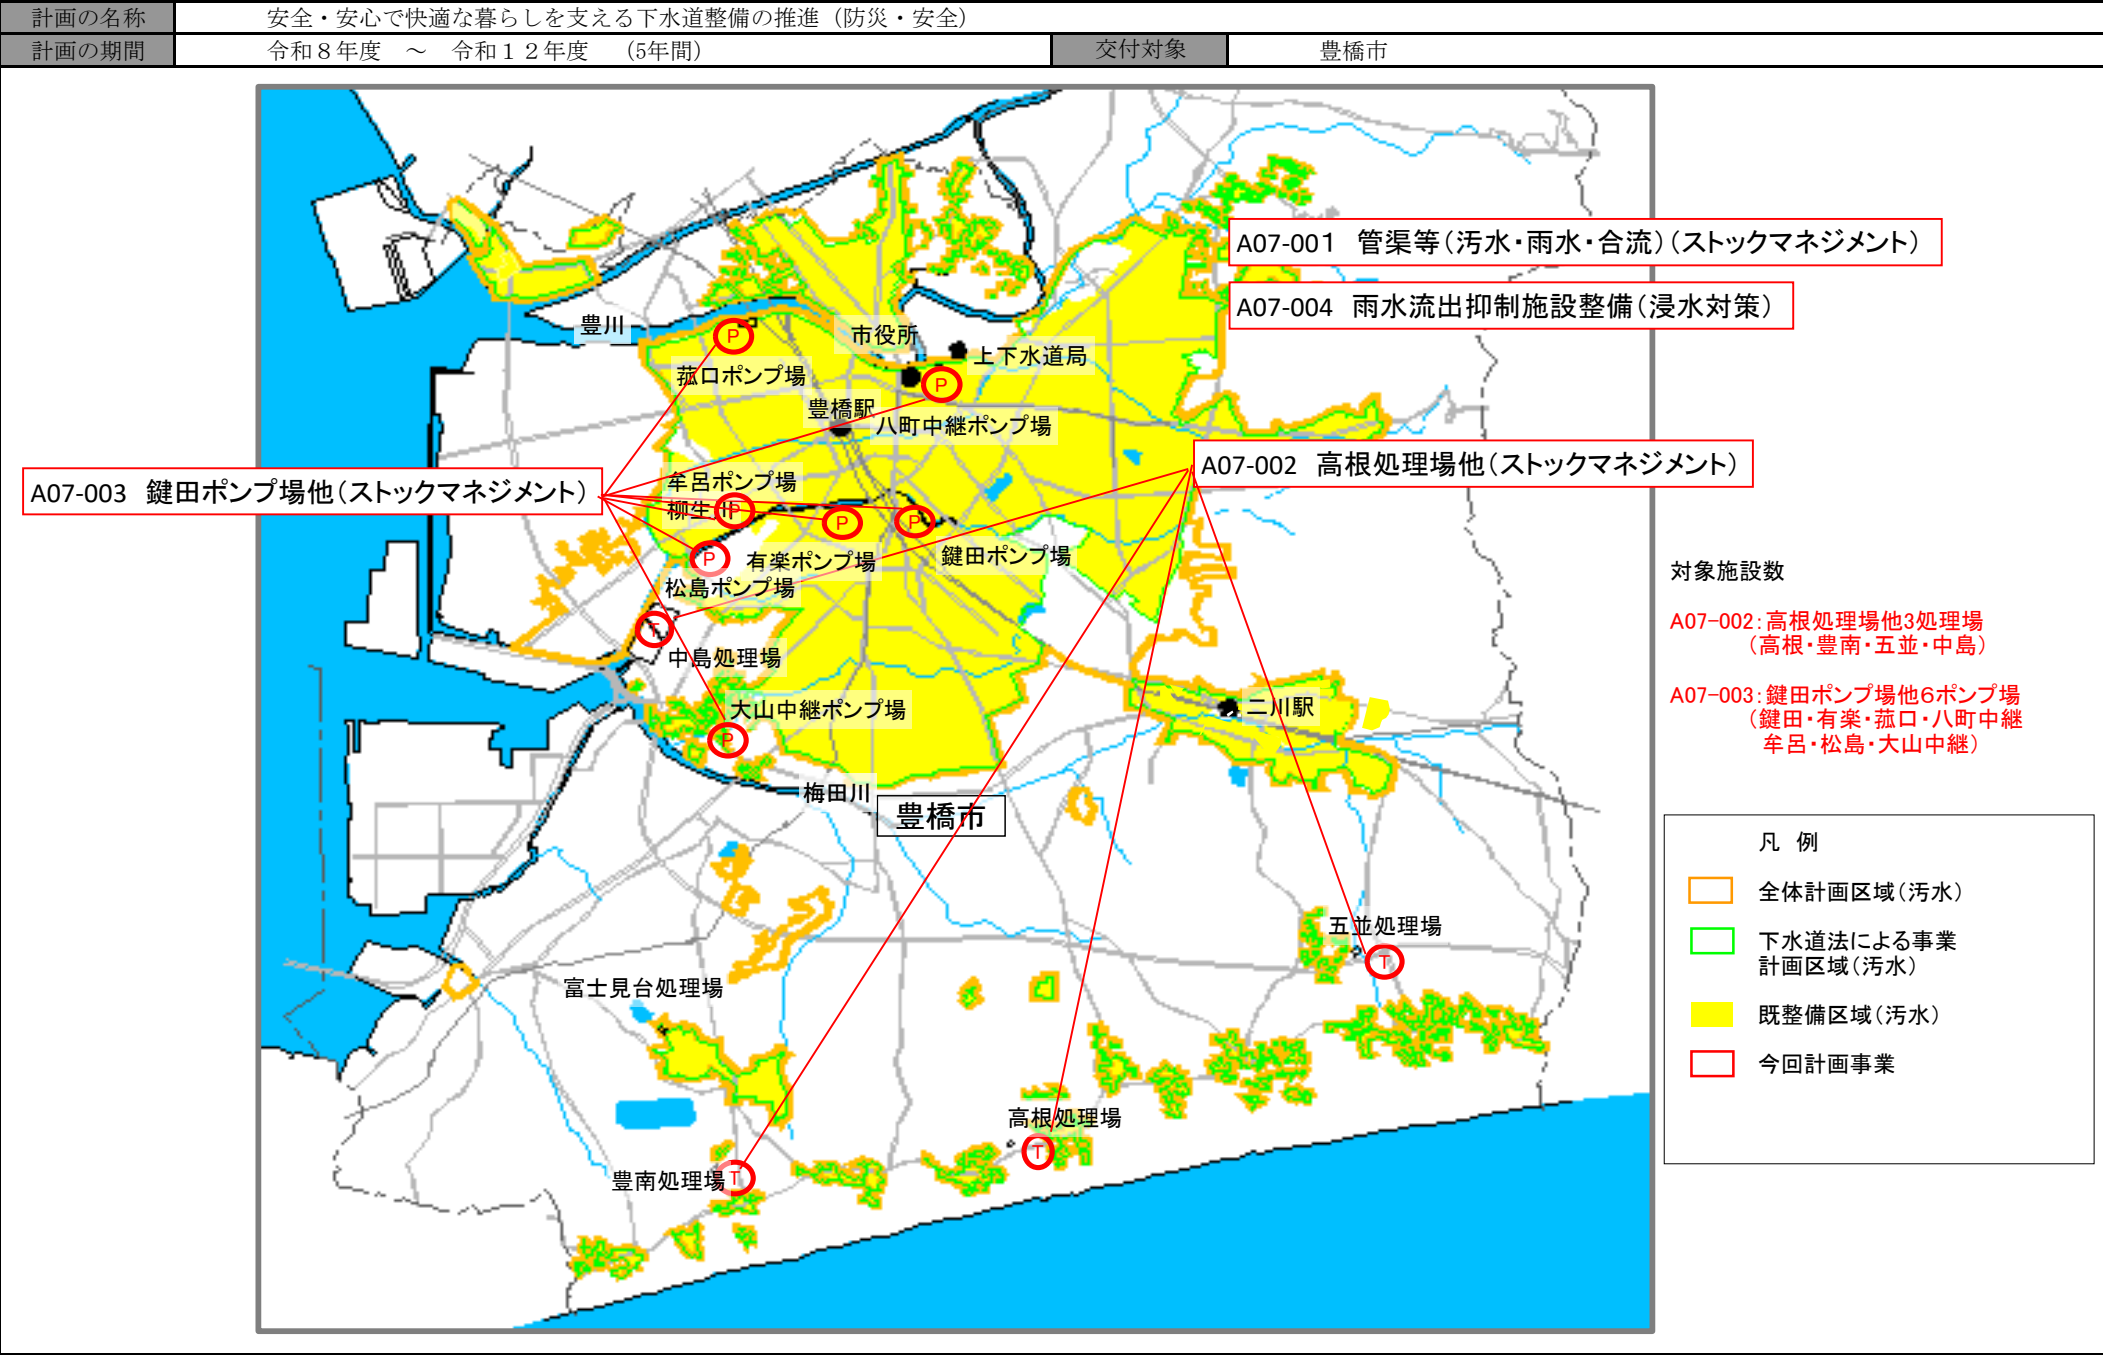 計画の名称 安全・安心で快適な暮らしを支える下水道整備の推進（防災・安全）
計画の期間 令和８年度　～　令和１２年度　（5年間） 交付対象 豊橋市
A07-001　管渠等（汚水・雨水・合流）（ストックマネジメント）
A07-004　雨水流出抑制施設整備（浸水対策）
豊川
市役所
P
上下水道局
菰口ポンプ場
P
豊橋駅
八町中継ポンプ場
A07-002　高根処理場他（ストックマネジメント）
A07-003　鍵田ポンプ場他（ストックマネジメント）
牟呂ポンプ場
柳生川
P
P
P
P
有楽ポンプ場
鍵田ポンプ場
松島ポンプ場
T
中島処理場
大山中継ポンプ場
P
二川駅
梅田川
豊橋市
対象施設数
A07-002：高根処理場他3処理場
（高根・豊南・五並・中島）
A07-003：鍵田ポンプ場他６ポンプ場
（鍵田・有楽・菰口・八町中継
牟呂・松島・大山中継）
凡 例
全体計画区域（汚水）
下水道法による事業
計画区域（汚水）
既整備区域（汚水）
今回計画事業
五並処理場
T
富士見台処理場
高根処理場
T
豊南処理場
T